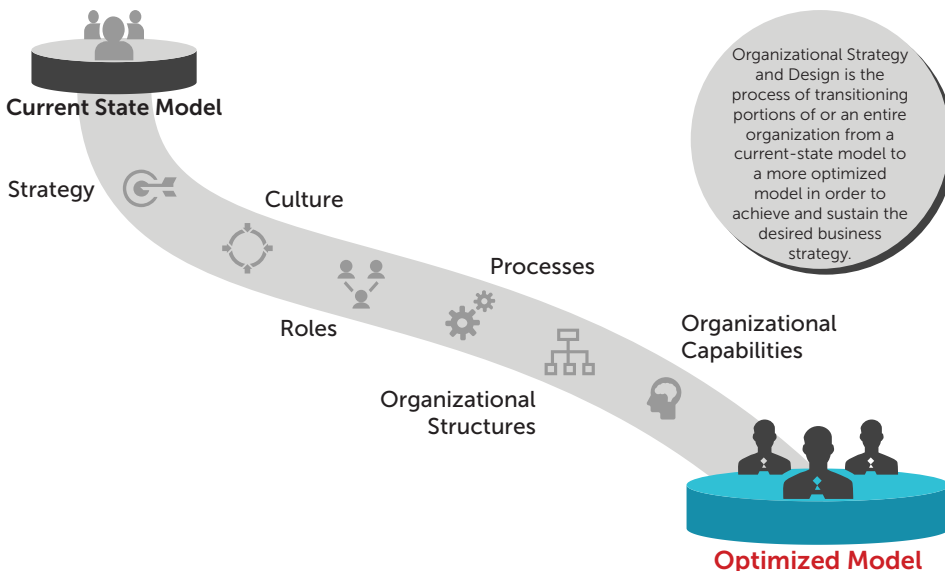 Current State Model
Organizational Strategy
and Design is the
process of transitioning
portions of or an entire
organization from a
current-state model to
a more optimized
model in order to
achieve and sustain the
desired business
strategy.
Strategy
Culture
Roles
Processes
Organizational
Structures
Organizational
Capabilities
Optimized Model